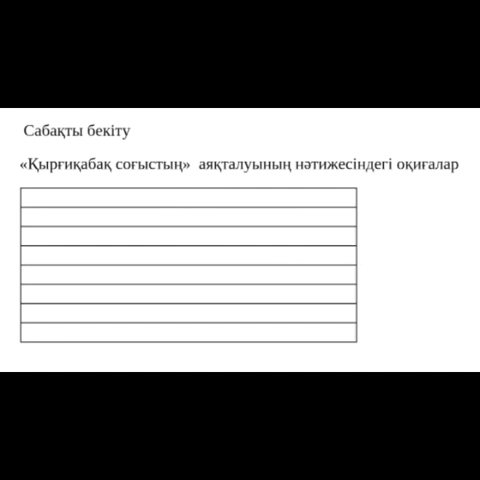 Сабақты бекіту
«Қырғиқабақ соғыстың» аяқталуының нәтижесіндегі оқиғалар